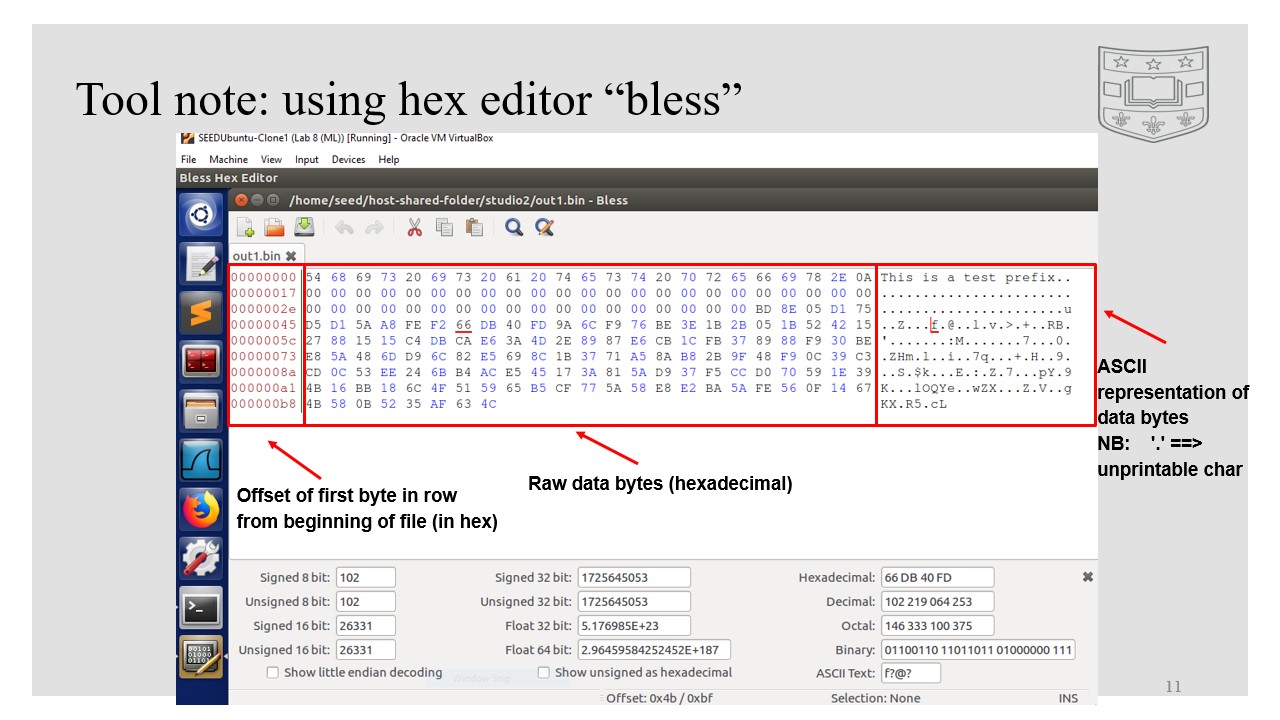 Tool note: using hex editor “bless”
SEEDUbuntu-Clone1 (Lab 8 (ML)) [Running] - Oracle VM VirtualBox
File Machine View Input Devices Help
Bless Hex Editor
/home/seed/host-shared-folder/studio2/out1.bin - Bless
out1.bin
00000000 54 68 69 73 20 69 73 20 61 20 74 65 73 74 20 70 72 65 66 69 78 2E 0A This is a test prefix..
00000017 00 00 00 00 00 00 00 00 00 00 00 00 00 00 00 00 00 00 00 00 00 00 00 .......................
0000002e 00 00 00 00 00 00 00 00 00 00 00 00 00 00 00 00 00 00 BD 8E 05 D1 75 ......................u
00000045 D5 D1 5A A8 FE F2 66 DB 40 FD 9A 6C F9 76 BE 3E 1B 2B 05 1B 52 42 15 ..Z...f.@..l.v.>.+..RB.
0000005c 27 88 15 15 C4 DB CA E6 3A 4D 2E 89 87 E6 CB 1C FB 37 89 88 F9 30 BE '.......:M.......7...0.
00000073 E8 5A 48 6D D9 6C 82 E5 69 8C 1B 37 71 A5 8A B8 2B 9F 48 F9 0C 39 C3 .ZHm.l..i..7q...+.H..9.
0000008a CD 0C 53 EE 24 6B B4 AC E5 45 17 3A 81 5A D9 37 F5 CC D0 70 59 1E 39 ..S.$k...E.:.Z.7...pY.9
000000a1 4B 16 BB 18 6C 4F 51 59 65 B5 CF 77 5A 58 E8 E2 BA 5A FE 56 0F 14 67 K...lOQYe..wZX...Z.V..g
000000b8 4B 58 0B 52 35 AF 63 4C KX.R5.cL
ASCII
representation of
data bytes
NB: '.' ==>
unprintable char
Raw data bytes (hexadecimal)
Offset of first byte in row
from beginning of file (in hex)
Signed 8 bit: 102 Signed 32 bit: 1725645053 Hexadecimal: 66 DB 40 FD
Unsigned 8 bit: 102 Unsigned 32 bit: 1725645053 Decimal: 102 219 064 253
Signed 16 bit: 26331 Float 32 bit: 5.176985E+23 Octal: 146 333 100 375
Unsigned 16 bit: 26331 Float 64 bit: 2.96459584252452E+187 Binary: 01100110 11011011 01000000 111
Show little endian decoding Show unsigned as hexadecimal ASCII Text: f?@?
Window Snip
Offset: 0x4b / 0xbf Selection: None INS
11